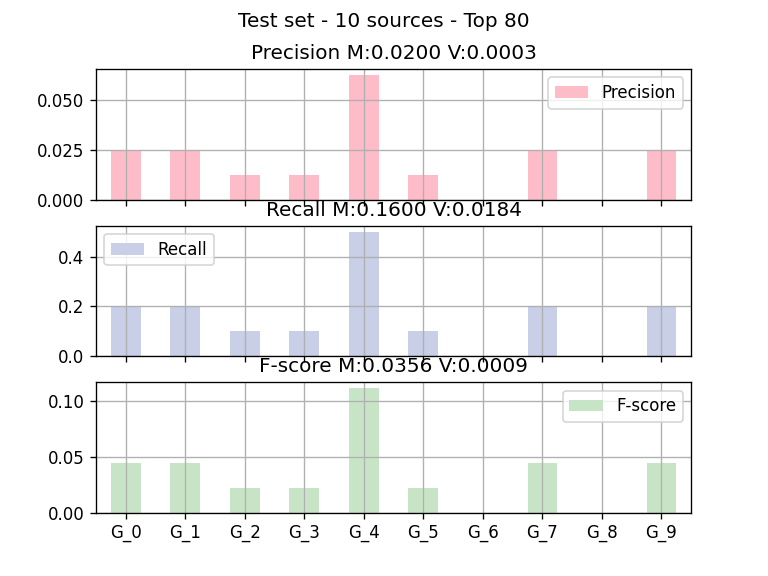 Test set - 10 sources - Top 80
Precision M:0.0200 V:0.0003
0.050
0.025
0.000
Precision
Recall M:0.1600 V:0.0184
0.4
0.2
0.0
Recall
F-score M:0.0356 V:0.0009
0.10
0.05
0.00
F-score
G_0 G_1 G_2 G_3 G_4 G_5 G_6 G_7 G_8 G_9